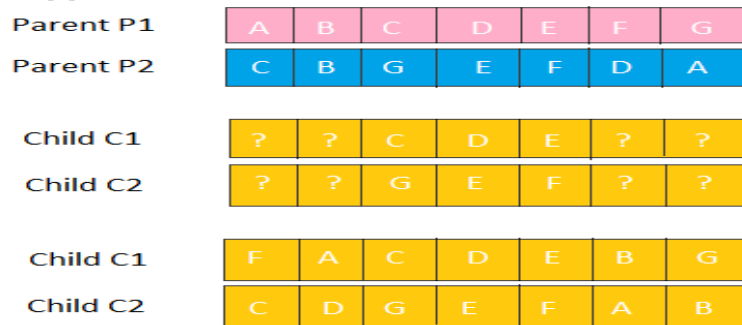 Parent P1 A B C D E F G
Parent P2 C B G E F D A
Child C1 ? ? C D E ? ?
Child C2 ? ? G E F ? ?
Child C1 F A C D E B G
Child C2 C D G E F A B